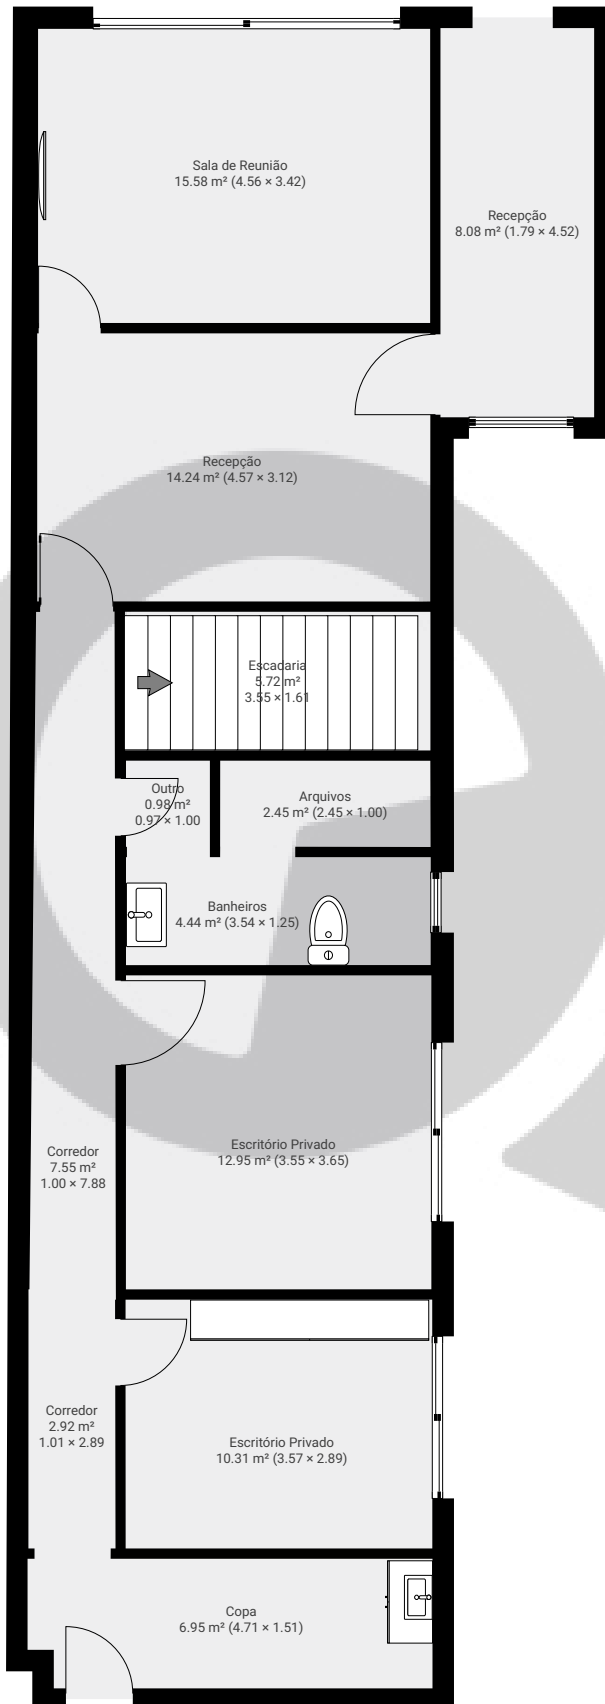 Sala de Reunião
15.58 m² (4.56 × 3.42)
Recepção
8.08 m² (1.79 × 4.52)
Recepção
14.24 m² (4.57 × 3.12)
Escadaria
5.72 m²
3.55 × 1.61
Outro
0.98 m²
0.97 × 1.00
Arquivos
2.45 m² (2.45 × 1.00)
Banheiros
4.44 m² (3.54 × 1.25)
Escritório Privado
12.95 m² (3.55 × 3.65)
Corredor
7.55 m²
1.00 × 7.88
Corredor
2.92 m²
1.01 × 2.89
Escritório Privado
10.31 m² (3.57 × 2.89)
Copa
6.95 m² (4.71 × 1.51)